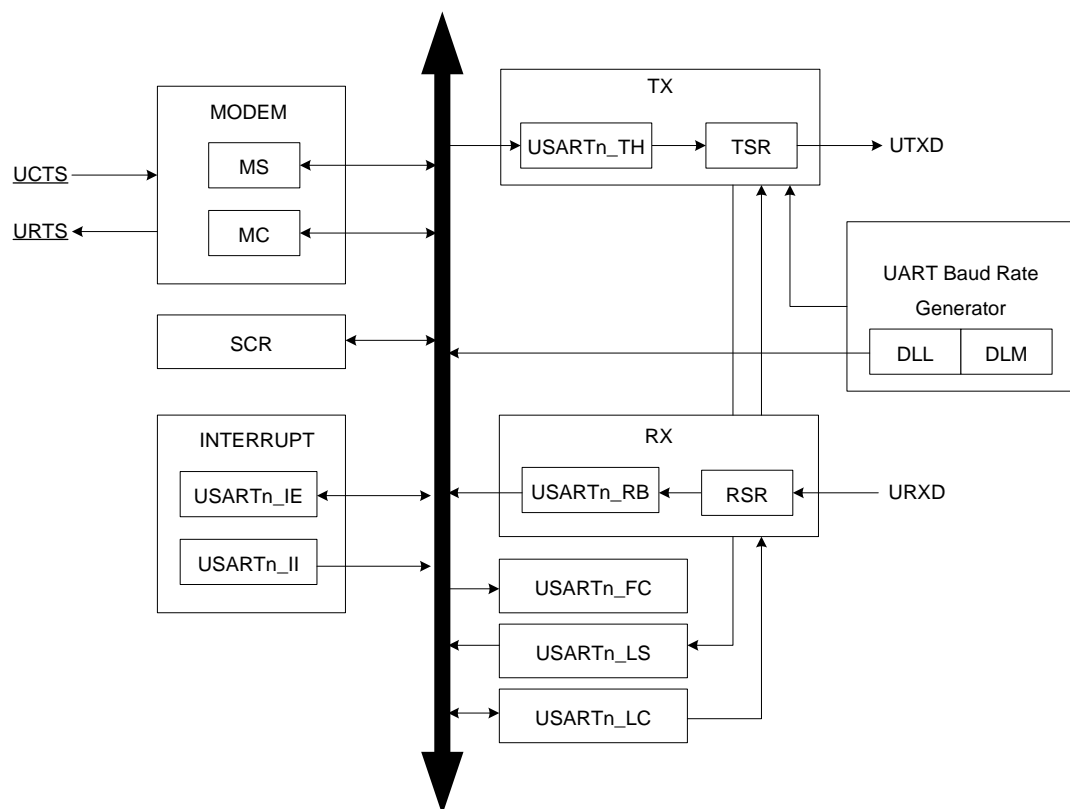 MODEM
MS
MC
UCTS
URTS
SCR
INTERRUPT
USARTn_IE
USARTn_II
TX
USARTn_TH
TSR
UTXD
UART Baud Rate
Generator
DLL
DLM
RX
USARTn_RB
RSR
URXD
USARTn_FC
USARTn_LS
USARTn_LC